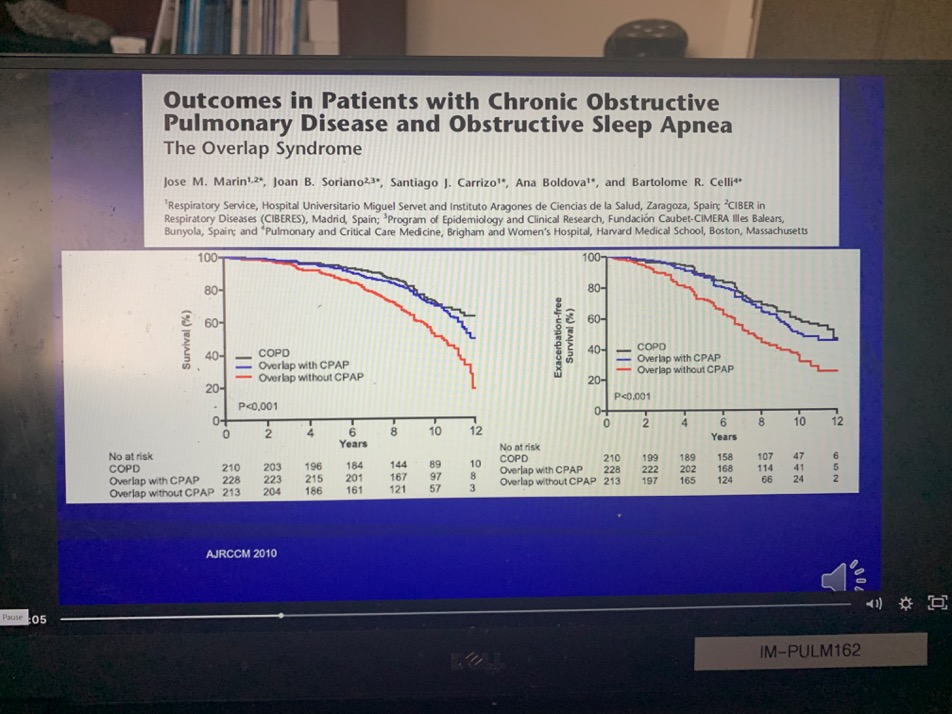 Outcomes in Patients with Chronic Obstructive
Pulmonary Disease and Obstructive Sleep Apnea
The Overlap Syndrome
Jose M. Marin1,2*, Joan B. Soriano2,3*, Santiago J. Carrizo1*, Ana Boldova1*, and Bartolome R. Celli4*
1Respiratory Service, Hospital Universitario Miguel Servet and Instituto Aragones de Ciencias de la Salud, Zaragoza, Spain; 2CIBER in
Respiratory Diseases (CIBERES), Madrid, Spain; 3Program of Epidemiology and Clinical Research, Fundación Caubet-CIMERA Illes Balears,
Bunyola, Spain; and 4Pulmonary and Critical Care Medicine, Brigham and Women's Hospital, Harvard Medical School, Boston, Massachusetts
Survival (%)
100
80
60
40
20
0
COPD
Overlap with CPAP
Overlap without CPAP
P<0,001
0 2 4 6 8 10 12
Years
No at risk
COPD 210 203 196 184 144 89 10
Overlap with CPAP 228 223 215 201 167 97 8
Overlap without CPAP 213 204 186 161 121 57 3
Exacerbation-free
Survival (%)
100
80
60
40
20
0
COPD
Overlap with CPAP
Overlap without CPAP
P<0,001
0 2 4 6 8 10 12
Years
No at risk
COPD 210 199 189 158 107 47 6
Overlap with CPAP 228 222 202 168 114 41 5
Overlap without CPAP 213 197 165 124 66 24 2
AJRCCM 2010
Pause
:05
DELL
IM-PULM162